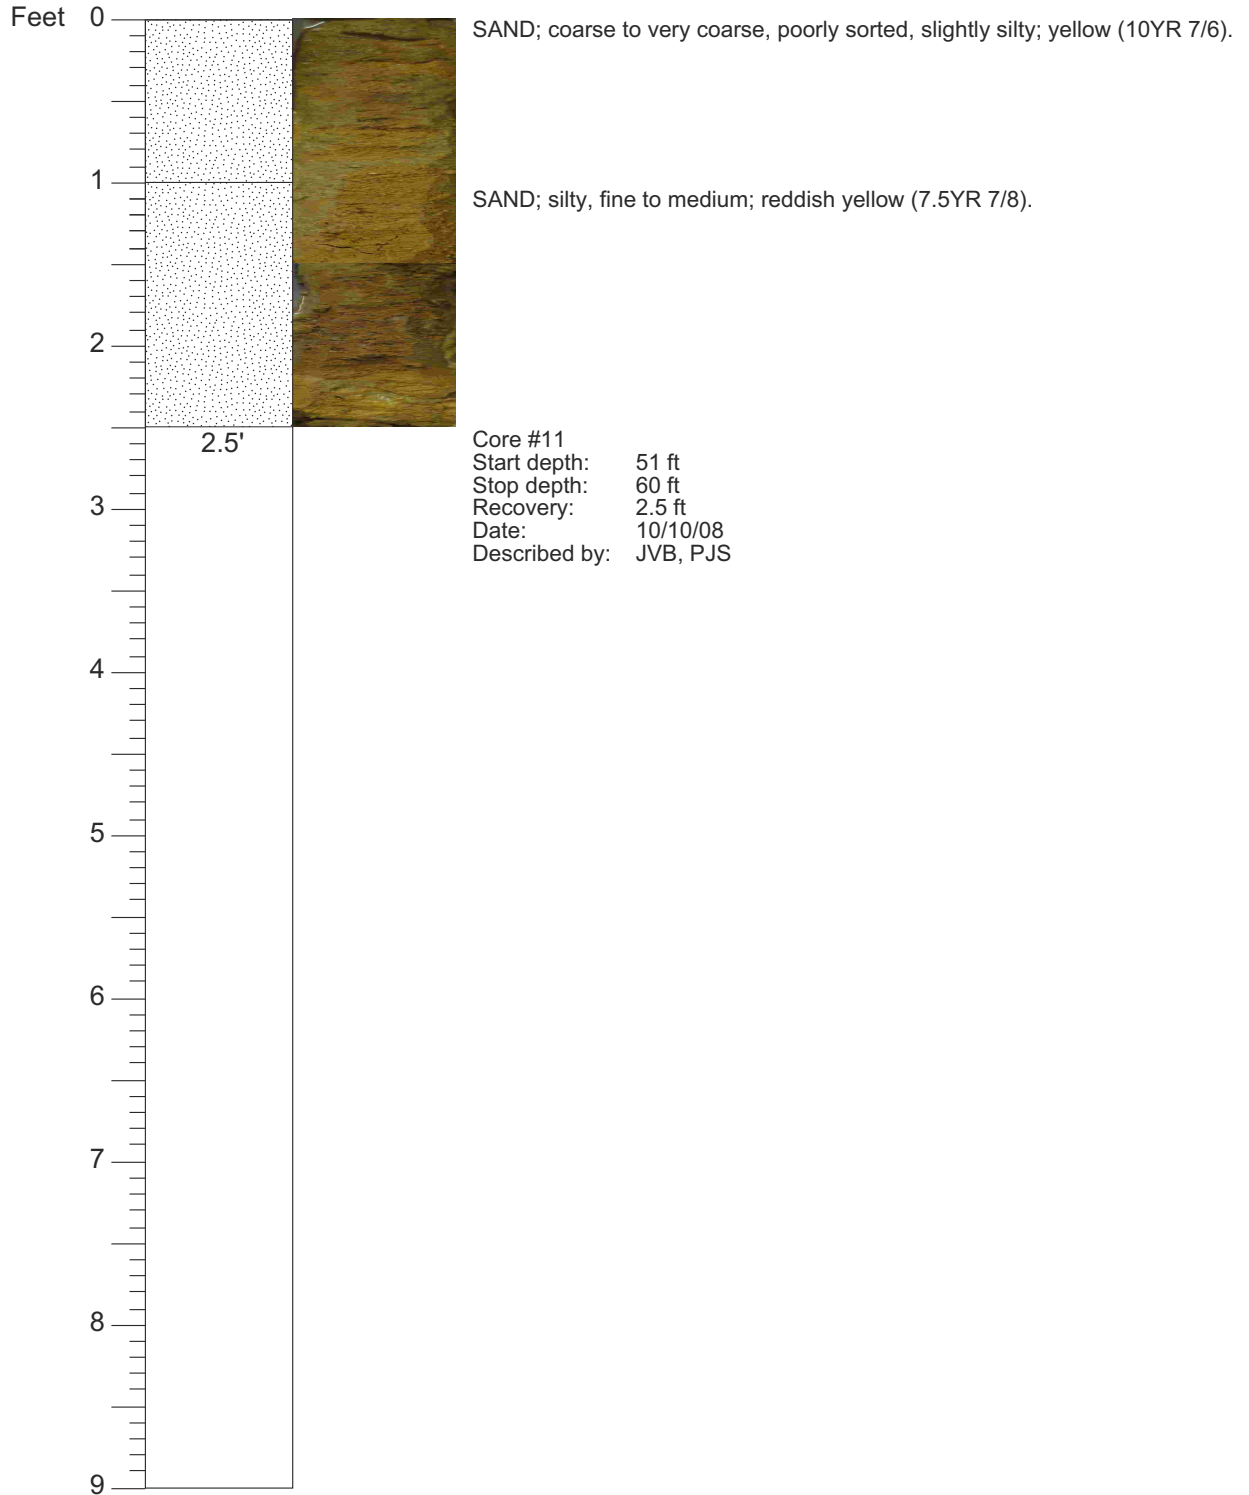 Feet 0
SAND; coarse to very coarse, poorly sorted, slightly silty; yellow (10YR 7/6).
1
SAND; silty, fine to medium; reddish yellow (7.5YR 7/8).
2
2.5'
Core #11
Start depth: 51 ft
Stop depth: 60 ft
Recovery: 2.5 ft
Date: 10/10/08
Described by: JVB, PJS
3
4
5
6
7
8
9